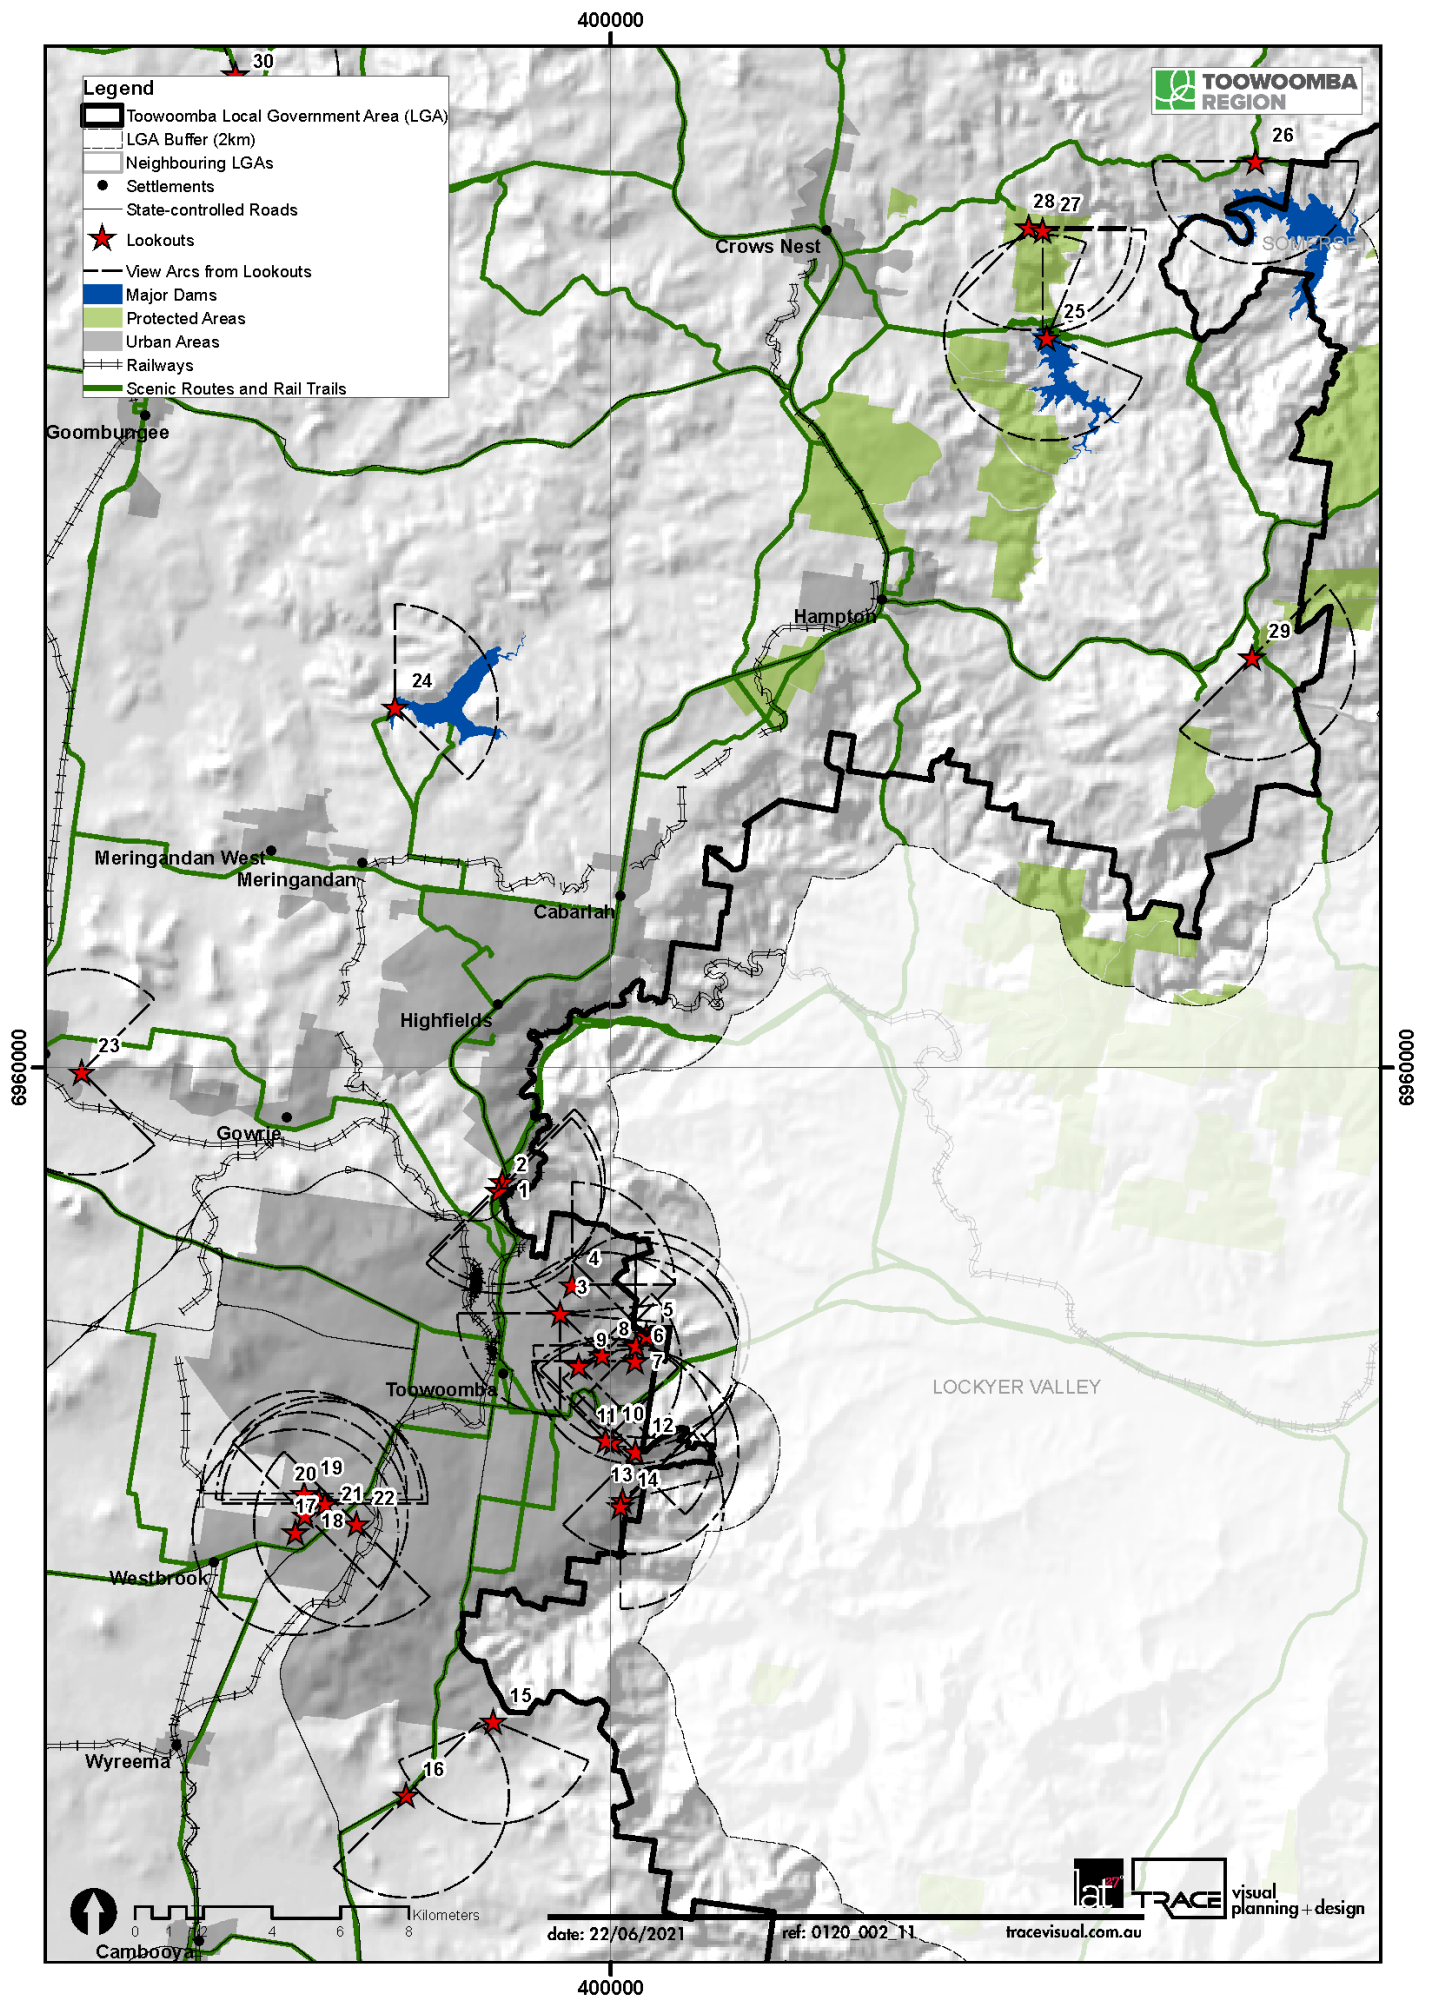 400000
30
Legend
Toowoomba Local Government Area (LGA)
LGA Buffer (2km)
Neighbouring LGAs
Settlements
State-controlled Roads
Lookouts
View Arcs from Lookouts
Major Dams
Protected Areas
Urban Areas
Railways
Scenic Routes and Rail Trails
TOOWOOMBA
REGION
26
28 27
Crows Nest
SOMERSE
25
Goombungee
Hampton
29
24
Meringandan West
Meringandan
Cabarlah
Highfields
23
6960000
6960000
Gowrie
2
1
4
3
5
8 6
9
7
Toowoomba
LOCKYER VALLEY
11 10
12
13 14
20 19
17 21 22
18
Westbrook
15
Wyreema
16
0 1 2 4 6 8
Kilometers
Cambooya
date: 22/06/2021 ref: 0120_002_11 tracevisual.com.au
lat27°
TRACE
visual
planning+design
400000